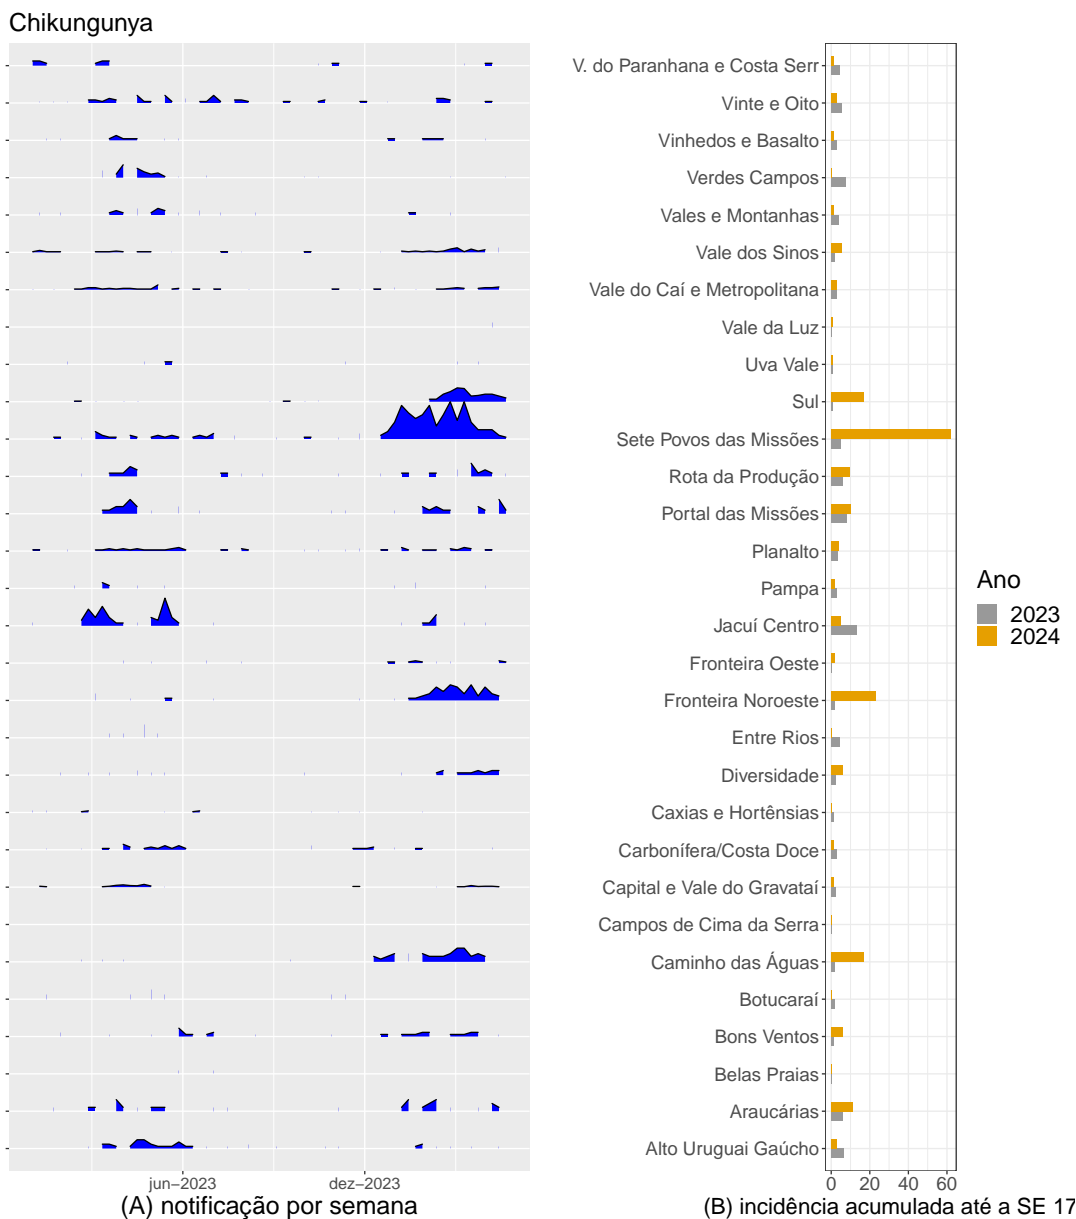 Chikungunya
V. do Paranhana e Costa Serr
Vinte e Oito
Vinhedos e Basalto
Verdes Campos
Vales e Montanhas
Vale dos Sinos
Vale do Caí e Metropolitana
Vale da Luz
Uva Vale
Sul
Sete Povos das Missões
Rota da Produção
Portal das Missões
Planalto
Pampa
Jacuí Centro
Fronteira Oeste
Fronteira Noroeste
Entre Rios
Diversidade
Caxias e Hortênsias
Carbonífera/Costa Doce
Capital e Vale do Gravataí
Campos de Cima da Serra
Caminho das Águas
Botucaraí
Bons Ventos
Belas Praias
Araucárias
Alto Uruguai Gaúcho
Ano
2023
2024
jun−2023 dez−2023
0 20 40 60
(A) notificação por semana
(B) incidência acumulada até a SE 17